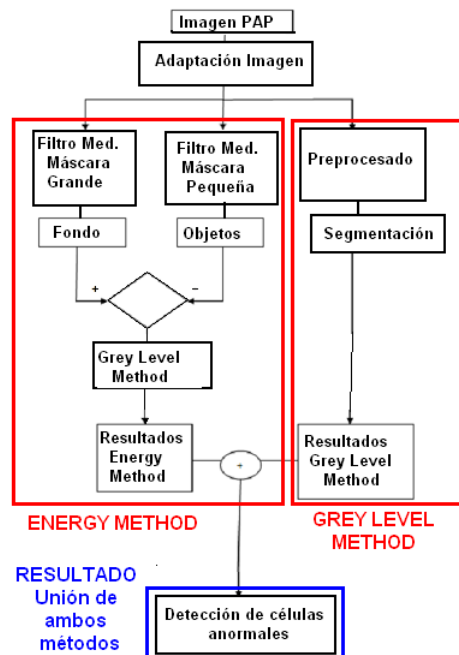 Imagen PAP
Adaptación Imagen
Filtro Med.
Máscara
Grande
Filtro Med.
Máscara
Pequeña
Preprocesado
Fondo
Objetos
Segmentación
+
−
Grey Level
Method
Resultados
Energy
Method
+
Resultados
Grey Level
Method
ENERGY METHOD
GREY LEVEL
METHOD
RESULTADO
Unión de
ambos
métodos
Detección de células
anormales